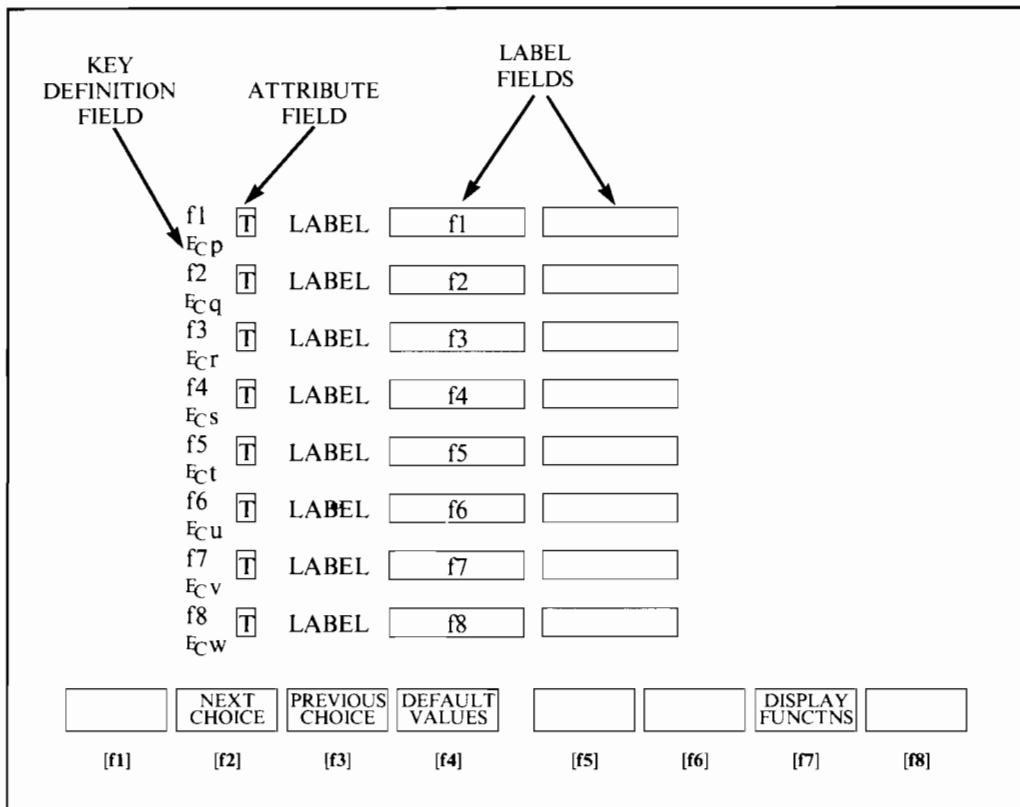 KEY
DEFINITION
FIELD
ATTRIBUTE
FIELD
LABEL
FIELDS
f1 T LABEL f1
ECp
f2 T LABEL f2
ECq
f3 T LABEL f3
ECr
f4 T LABEL f4
ECs
f5 T LABEL f5
ECt
f6 T LABEL f6
ECu
f7 T LABEL f7
ECv
f8 T LABEL f8
ECw
NEXT CHOICE
PREVIOUS CHOICE
DEFAULT VALUES
DISPLAY FUNCTNS
[f1] [f2] [f3] [f4] [f5] [f6] [f7] [f8]